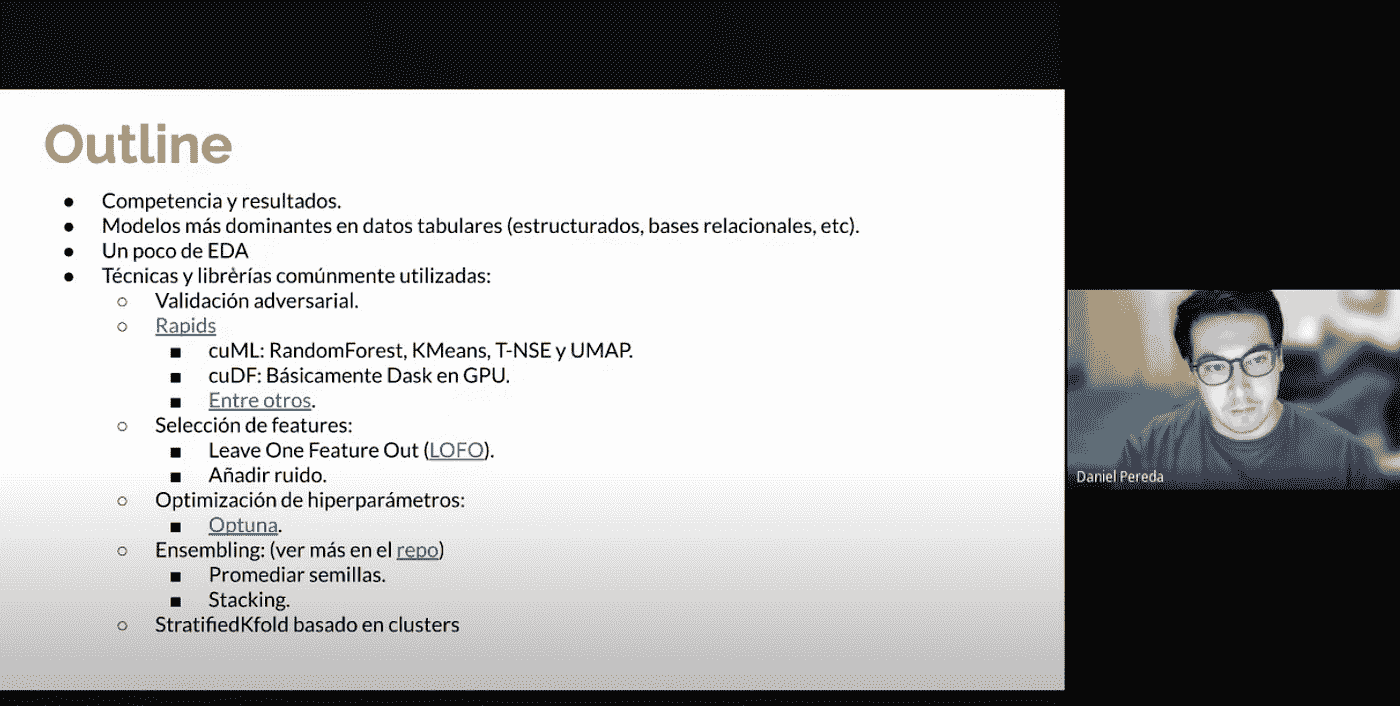 Outline
● Competencia y resultados.
● Modelos más dominantes en datos tabulares (estructurados, bases relacionales, etc).
● Un poco de EDA
● Técnicas y librèrías comúnmente utilizadas:
○ Validación adversarial.
○ Rapids
■ cuML: RandomForest, KMeans, T-NSE y UMAP.
■ cuDF: Básicamente Dask en GPU.
■ Entre otros.
○ Selección de features:
■ Leave One Feature Out (LOFO).
■ Añadir ruido.
○ Optimización de hiperparámetros:
■ Optuna.
○ Ensembling: (ver más en el repo)
■ Promediar semillas.
■ Stacking.
○ StratifiedKfold basado en clusters
Daniel Pereda